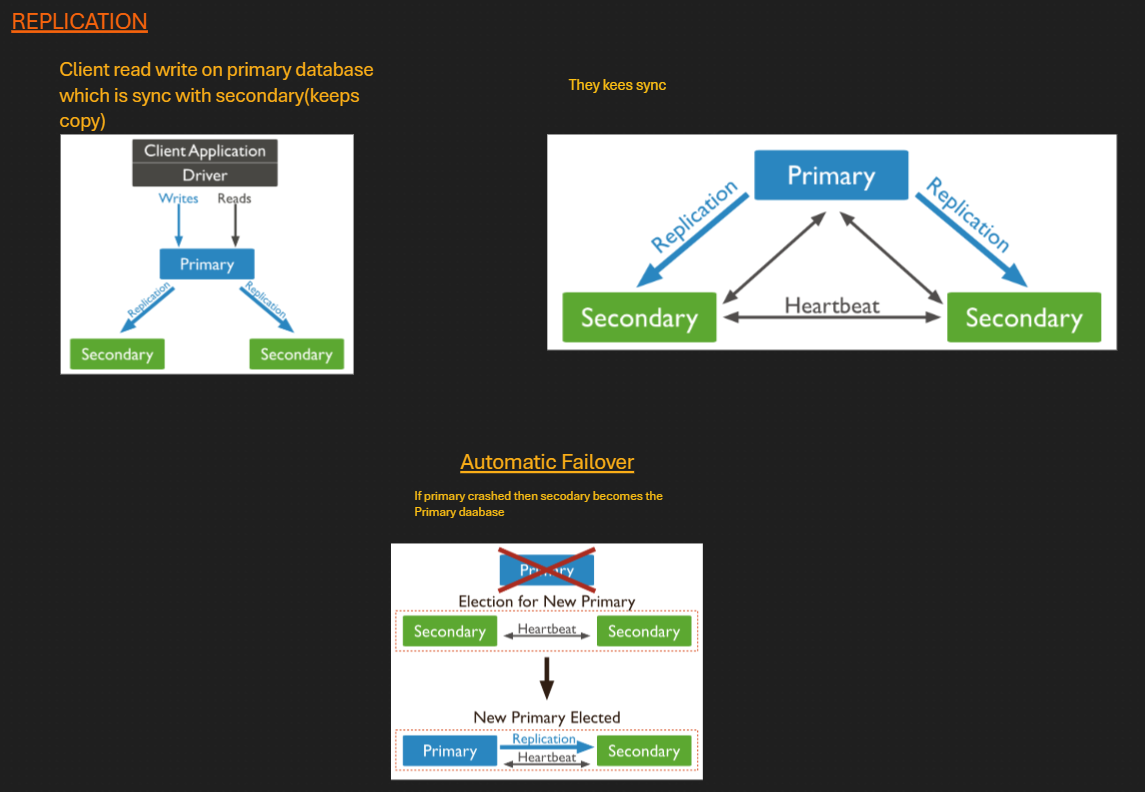 REPLICATION
Client read write on primary database
which is sync with secondary(keeps
copy)
Client Application
Driver
Writes Reads
Primary
Replication Replication
Secondary Secondary
They kees sync
Primary
Replication Replication
Heartbeat
Secondary Secondary
Automatic Failover
If primary crashed then secodary becomes the
Primary daabase
Primary
Election for New Primary
Secondary Heartbeat Secondary
New Primary Elected
Replication
Primary Heartbeat Secondary